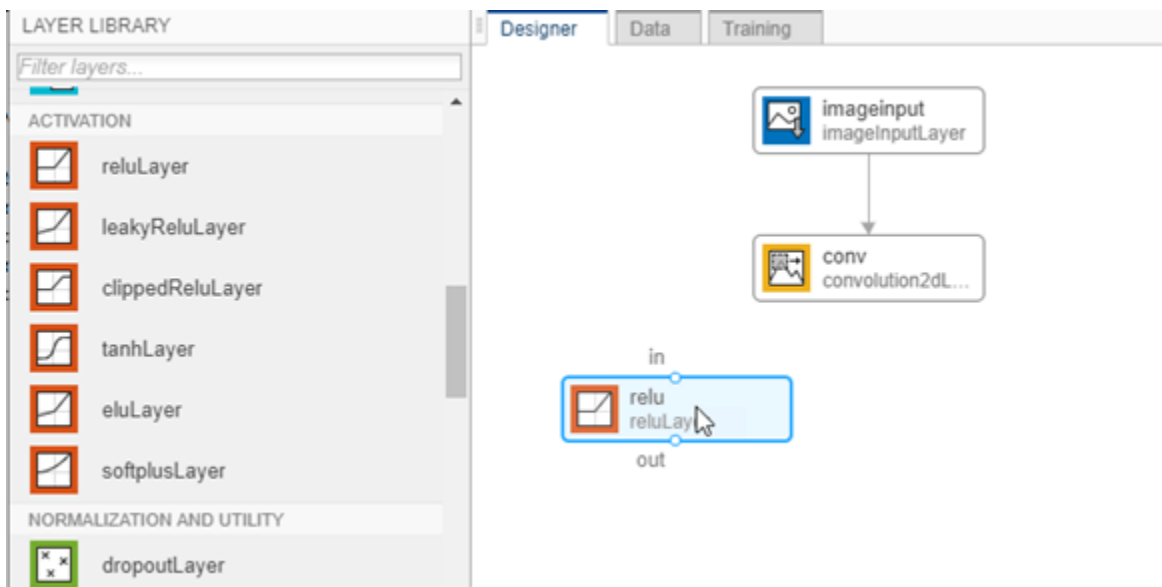 LAYER LIBRARY
Filter layers...
ACTIVATION
reluLayer
leakyReluLayer
clippedReluLayer
tanhLayer
eluLayer
softplusLayer
NORMALIZATION AND UTILITY
dropoutLayer
Designer
Data
Training
imageinput
imageInputLayer
conv
convolution2dL...
in
relu
reluLay
out